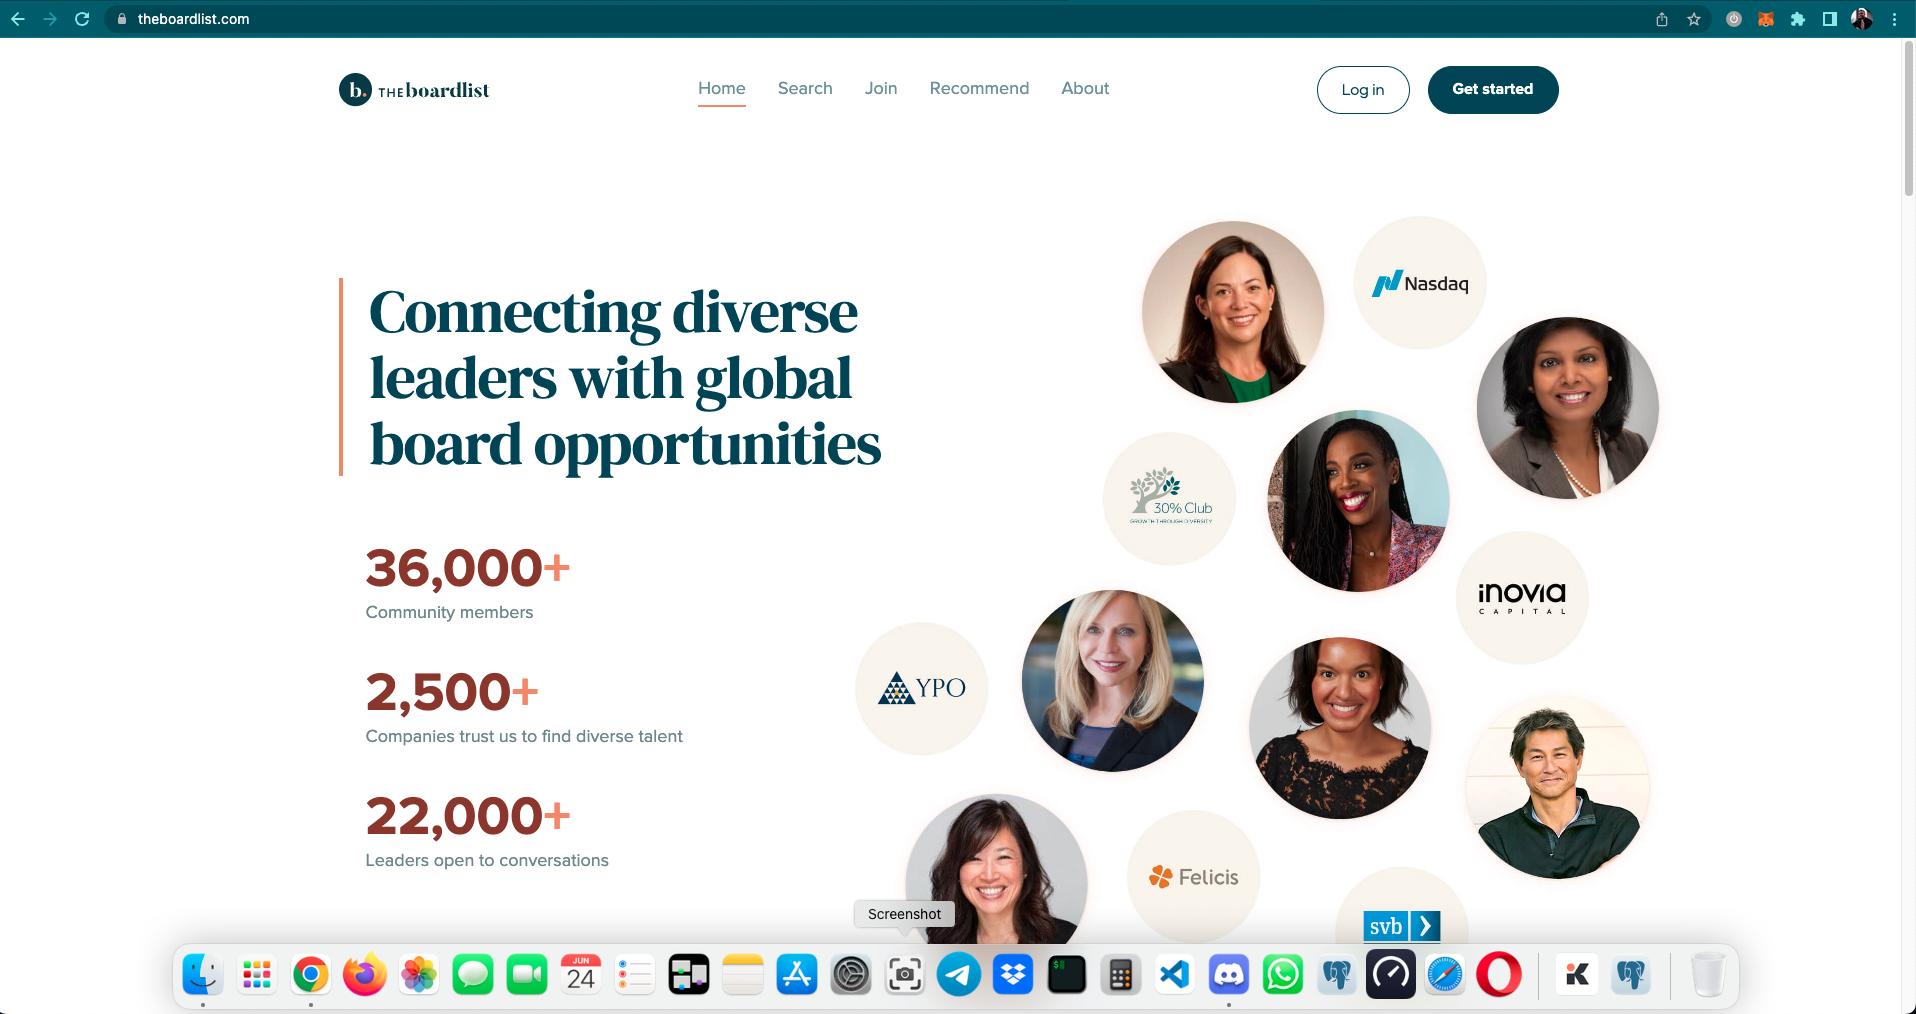 theboardlist.com
b. THE boardlist
Home
Search
Join
Recommend
About
Log in
Get started
Connecting diverse
leaders with global
board opportunities
36,000+
Community members
2,500+
Companies trust us to find diverse talent
22,000+
Leaders open to conversations
Nasdaq
30% Club
GROWTH THROUGH DIVERSITY
inovia
CAPITAL
YPO
Felicis
svb
Screenshot
JUN
24